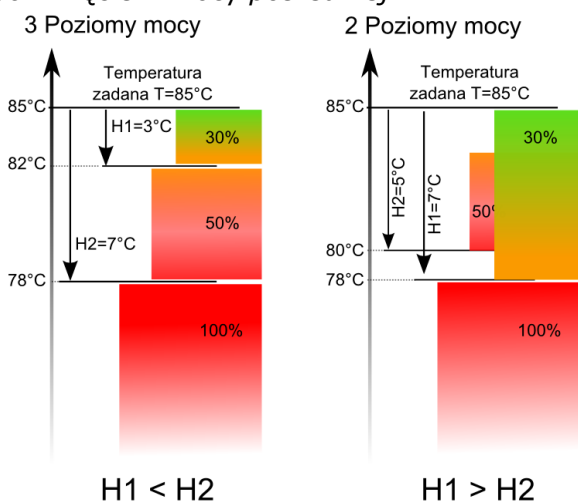 3 Poziomy mocy
Temperatura
zadana T=85°C
85°C
H1=3°C
30%
82°C
50%
H2=7°C
78°C
100%
H1 < H2
2 Poziomy mocy
Temperatura
zadana T=85°C
85°C
30%
H2=5°C
H1=7°C
50
80°C
78°C
100%
H1 > H2